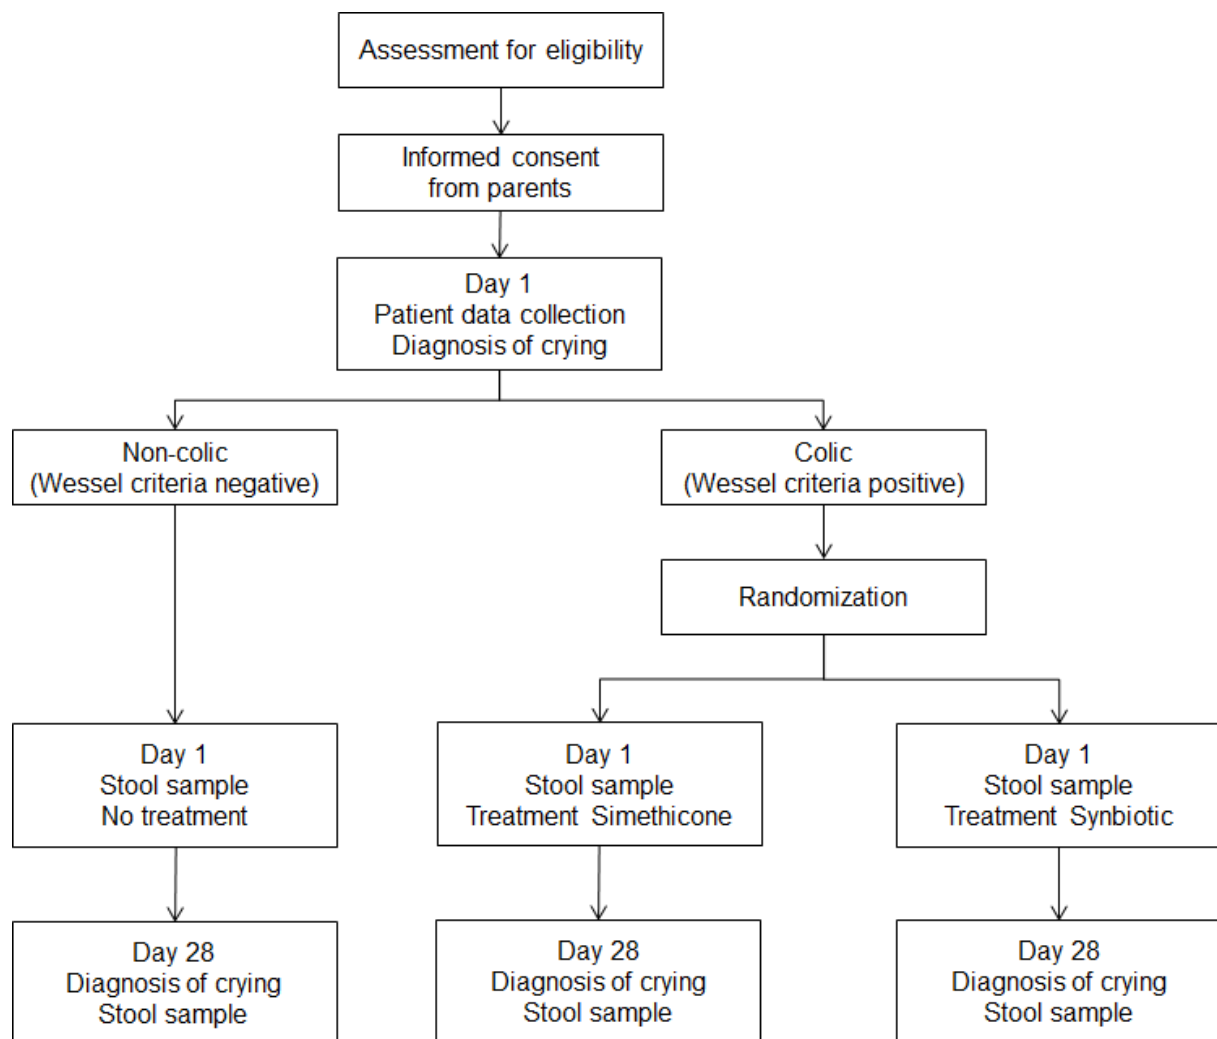 Assessment for eligibility
Informed consent
from parents
Day 1
Patient data collection
Diagnosis of crying
Non-colic
(Wessel criteria negative)
Colic
(Wessel criteria positive)
Randomization
Day 1
Stool sample
No treatment
Day 1
Stool sample
Treatment Simethicone
Day 1
Stool sample
Treatment Synbiotic
Day 28
Diagnosis of crying
Stool sample
Day 28
Diagnosis of crying
Stool sample
Day 28
Diagnosis of crying
Stool sample